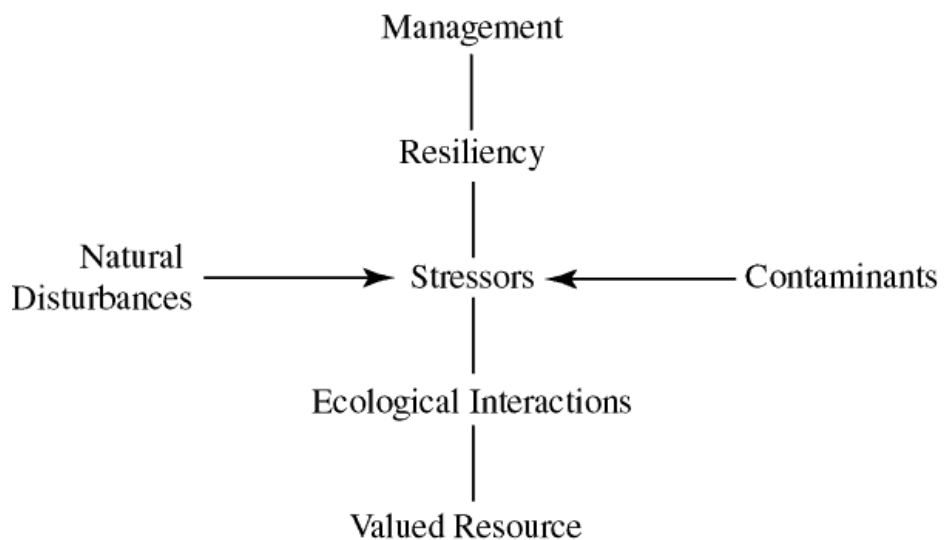 Management
Resiliency
Natural
Disturbances
Stressors
Contaminants
Ecological Interactions
Valued Resource